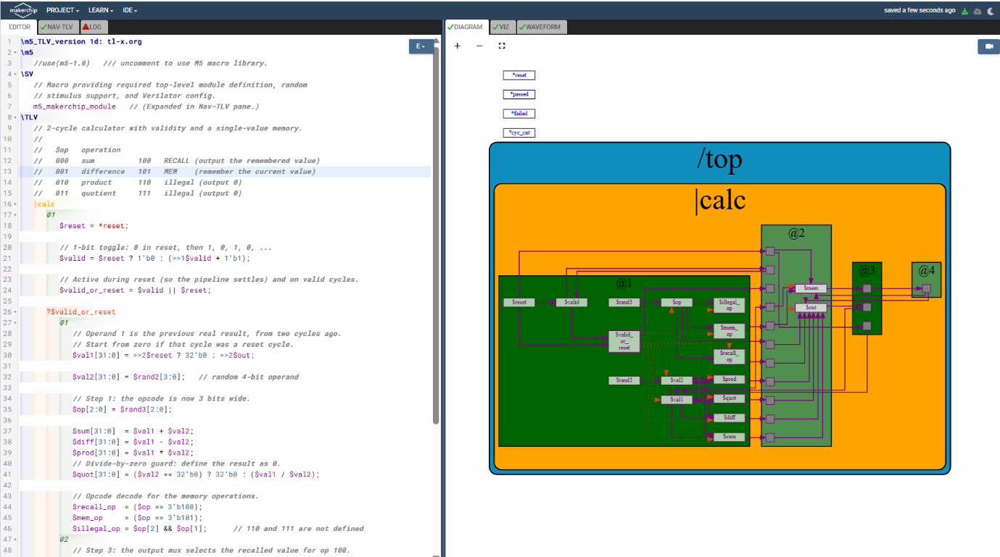 makerchip PROJECT LEARN IDE saved a few seconds ago
EDITOR NAV-TLV LOG
E
1 \m5_TLV_version 1d: tl-x.org
2 \m5
3 //use(m5-1.0) /// uncomment to use M5 macro library.
4 \SV
5 // Macro providing required top-level module definition, random
6 // stimulus support, and Verilator config.
7 m5_makerchip_module // (Expanded in Nav-TLV pane.)
8 \TLV
9 // 2-cycle calculator with validity and a single-value memory.
10 //
11 // $op operation
12 // 000 sum 100 RECALL (output the remembered value)
13 // 001 difference 101 MEM (remember the current value)
14 // 010 product 110 illegal (output 0)
15 // 011 quotient 111 illegal (output 0)
16 |calc
17 @1
18 $reset = *reset;
19
20 // 1-bit toggle: 0 in reset, then 1, 0, 1, 0, ...
21 $valid = $reset ? 1'b0 : (>>1$valid + 1'b1);
22
23 // Active during reset (so the pipeline settles) and on valid cycles.
24 $valid_or_reset = $valid || $reset;
25
26 ?$valid_or_reset
27 @1
28 // Operand 1 is the previous real result, from two cycles ago.
29 // Start from zero if that cycle was a reset cycle.
30 $val1[31:0] = >>2$reset ? 32'b0 : >>2$out;
31
32 $val2[31:0] = $rand2[3:0]; // random 4-bit operand
33
34 // Step 1: the opcode is now 3 bits wide.
35 $op[2:0] = $rand3[2:0];
36
37 $sum[31:0] = $val1 + $val2;
38 $diff[31:0] = $val1 - $val2;
39 $prod[31:0] = $val1 * $val2;
40 // Divide-by-zero guard: define the result as 0.
41 $quot[31:0] = ($val2 == 32'b0) ? 32'b0 : ($val1 / $val2);
42
43 // Opcode decode for the memory operations.
44 $recall_op = ($op == 3'b100);
45 $mem_op = ($op == 3'b101);
46 $illegal_op = $op[2] && $op[1]; // 110 and 111 are not defined
47 @2
48 // Step 3: the output mux selects the recalled value for op 100.
DIAGRAM VIZ WAVEFORM
*reset
*passed
*failed
*cyc_cnt
/top
|calc
@2
@3
@4
@1
$mem
$out
$reset
$valid
$rand3
$op
$illegal_
op
$valid_
or_
reset
$mem_
op
$recall_
op
$rand2
$val2
$prod
$val1
$quot
$diff
$sum